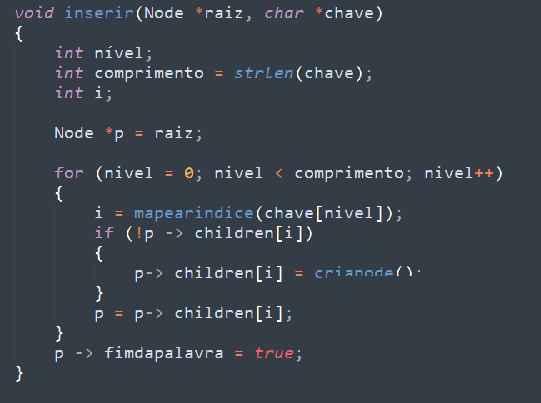 void inserir(Node *raiz, char *chave)
{
    int nível;
    int comprimento = strlen(chave);
    int i;

    Node *p = raiz;

    for (nivel = 0; nivel < comprimento; nivel++)
    {
        i = mapearindice(chave[nivel]);
        if (!p -> children[i])
        {
            p-> children[i] = crianode();
        }
        p = p-> children[i];
    }
    p -> fimdapalavra = true;
}